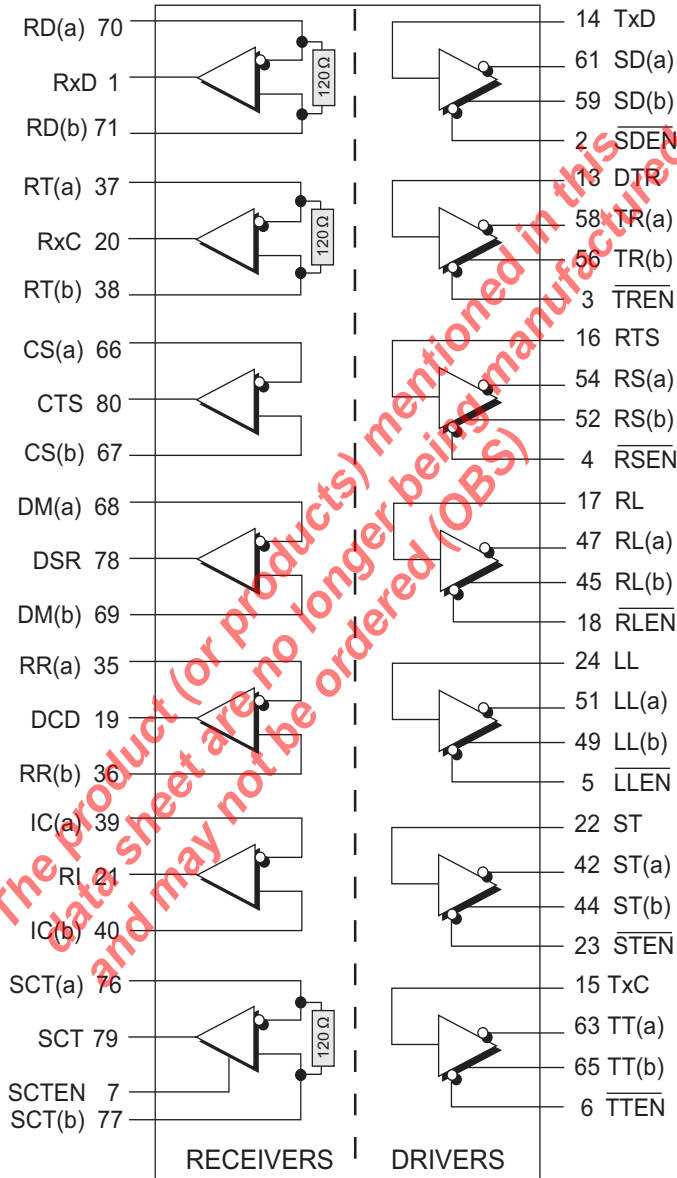 RD(a) 70
RxD 1
RD(b) 71
120 Ω
RT(a) 37
RxC 20
RT(b) 38
120 Ω
CS(a) 66
CTS 80
CS(b) 67
DM(a) 68
DSR 78
DM(b) 69
RR(a) 35
DCD 19
RR(b) 36
IC(a) 39
RI 21
IC(b) 40
SCT(a) 76
SCT 79
SCTEN 7
SCT(b) 77
120 Ω
RECEIVERS
14 TxD
61 SD(a)
59 SD(b)
2 SDEN
13 DTR
58 TR(a)
56 TR(b)
3 TREN
16 RTS
54 RS(a)
52 RS(b)
4 RSEN
17 RL
47 RL(a)
45 RL(b)
18 RLEN
24 LL
51 LL(a)
49 LL(b)
5 LLEN
22 ST
42 ST(a)
44 ST(b)
23 STEN
15 TxC
63 TT(a)
65 TT(b)
6 TTEN
DRIVERS
The product (or products) mentioned in this
data sheet are no longer being manufactured
and may not be ordered (OBS)